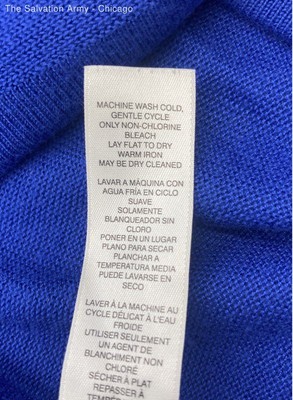 The Salvation Army - Chicago
MACHINE WASH COLD,
GENTLE CYCLE
ONLY NON-CHLORINE
BLEACH
LAY FLAT TO DRY
WARM IRON
MAY BE DRY CLEANED
LAVAR A MÁQUINA CON
AGUA FRÍA EN CICLO
SUAVE
SOLAMENTE
BLANQUEADOR SIN
CLORO
PONER EN UN LUGAR
PLANO PARA SECAR
PLANCHAR A
TEMPERATURA MEDIA
PUEDE LAVARSE EN
SECO
LAVER À LA MACHINE AU
CYCLE DÉLICAT À L'EAU
FROIDE
UTILISER SEULEMENT
UN AGENT DE
BLANCHIMENT NON
CHLORÉ
SÉCHER À PLAT
REPASSER À